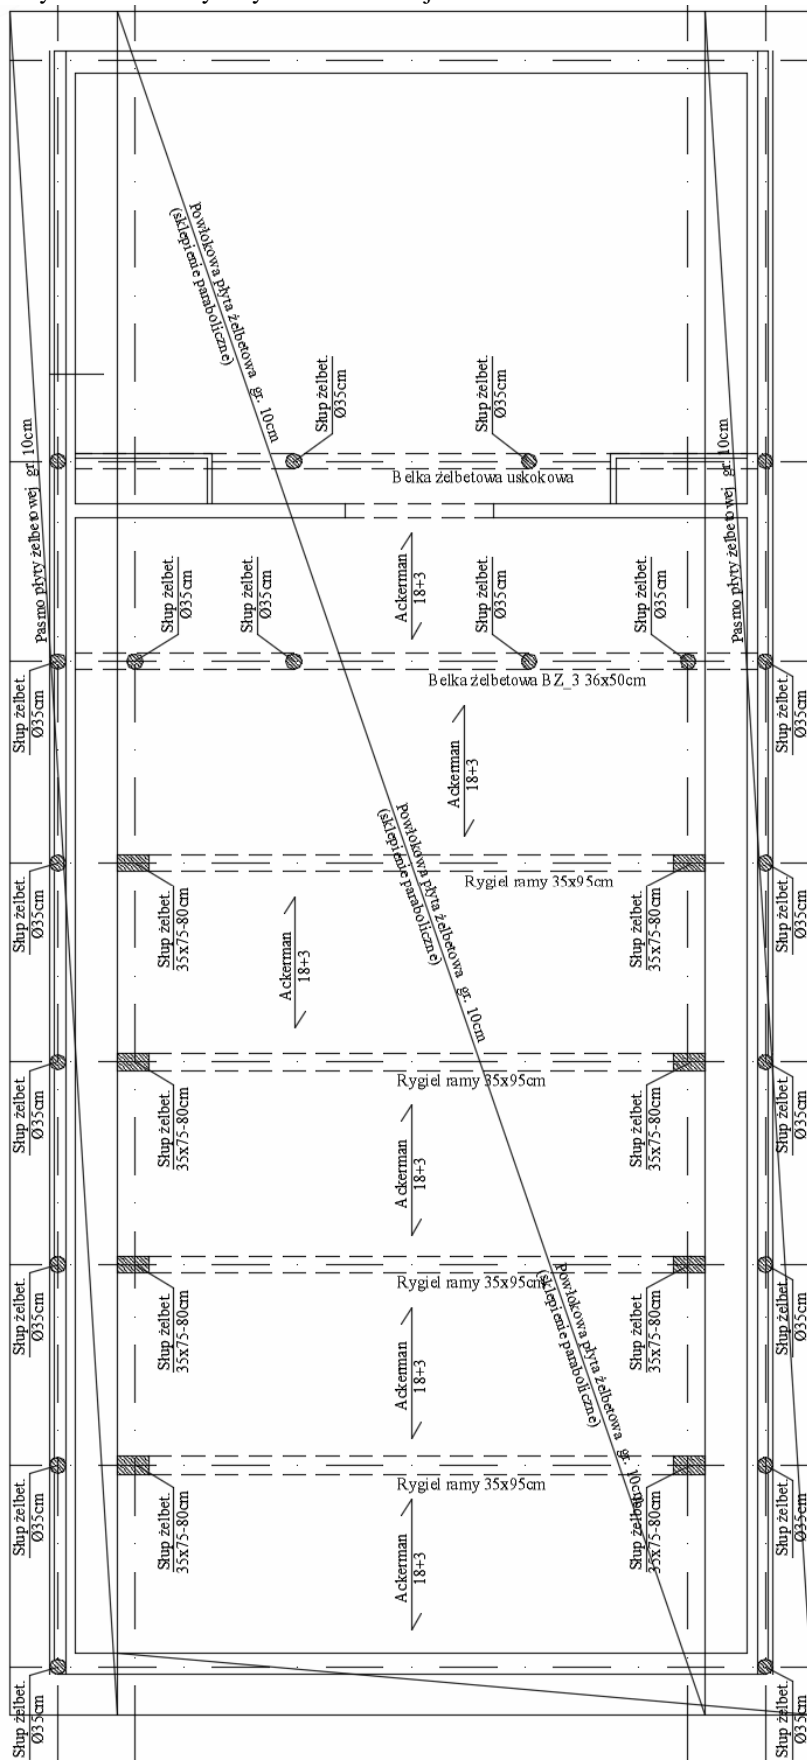 Powłokowa płyta żelbetowa gr. 10cm
(sklepienie paraboliczne)
Słup żelbet.
Ø35cm
Słup żelbet.
Ø35cm
Pasmo płyty żelbetowej gr. 10cm
Pasmo płyty żelbetowej gr. 10cm
Belka żelbetowa uskokowa
Ackerman
18+3
Słup żelbet.
Ø35cm
Słup żelbet.
Ø35cm
Słup żelbet.
Ø35cm
Słup żelbet.
Ø35cm
Belka żelbetowa BZ_3 36x50cm
Słup żelbet.
Ø35cm
Słup żelbet.
Ø35cm
Ackerman
18+3
Powłokowa płyta żelbetowa gr. 10cm
(sklepienie paraboliczne)
Rygiel ramy 35x95cm
Słup żelbet.
Ø35cm
Słup żelbet.
35x75-80cm
Słup żelbet.
35x75-80cm
Słup żelbet.
Ø35cm
Ackerman
18+3
Rygiel ramy 35x95cm
Słup żelbet.
Ø35cm
Słup żelbet.
35x75-80cm
Słup żelbet.
35x75-80cm
Słup żelbet.
Ø35cm
Ackerman
18+3
Rygiel ramy 35x95cm
Powłokowa płyta żelbetowa gr. 10cm
(sklepienie paraboliczne)
Słup żelbet.
Ø35cm
Słup żelbet.
35x75-80cm
Słup żelbet.
35x75-80cm
Słup żelbet.
Ø35cm
Ackerman
18+3
Rygiel ramy 35x95cm
Słup żelbet.
Ø35cm
Słup żelbet.
35x75-80cm
Słup żelbet.
35x75-80cm
Słup żelbet.
Ø35cm
Ackerman
18+3
Słup żelbet.
Ø35cm
Słup żelbet.
Ø35cm